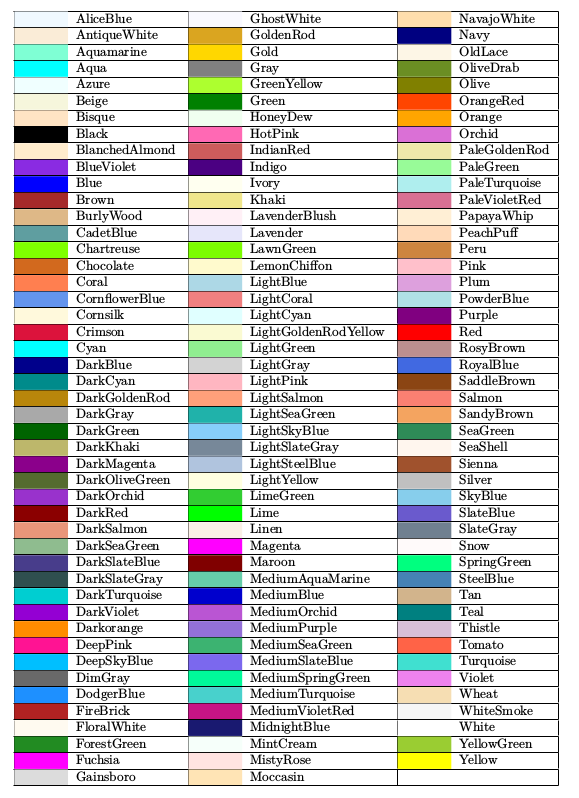 AliceBlue GhostWhite NavajoWhite
AntiqueWhite GoldenRod Navy
Aquamarine Gold OldLace
Aqua Gray OliveDrab
Azure GreenYellow Olive
Beige Green OrangeRed
Bisque HoneyDew Orange
Black HotPink Orchid
BlanchedAlmond IndianRed PaleGoldenRod
BlueViolet Indigo PaleGreen
Blue Ivory PaleTurquoise
Brown Khaki PaleVioletRed
BurlyWood LavenderBlush PapayaWhip
CadetBlue Lavender PeachPuff
Chartreuse LawnGreen Peru
Chocolate LemonChiffon Pink
Coral LightBlue Plum
CornflowerBlue LightCoral PowderBlue
Cornsilk LightCyan Purple
Crimson LightGoldenRodYellow Red
Cyan LightGreen RosyBrown
DarkBlue LightGray RoyalBlue
DarkCyan LightPink SaddleBrown
DarkGoldenRod LightSalmon Salmon
DarkGray LightSeaGreen SandyBrown
DarkGreen LightSkyBlue SeaGreen
DarkKhaki LightSlateGray SeaShell
DarkMagenta LightSteelBlue Sienna
DarkOliveGreen LightYellow Silver
DarkOrchid LimeGreen SkyBlue
DarkRed Lime SlateBlue
DarkSalmon Linen SlateGray
DarkSeaGreen Magenta Snow
DarkSlateBlue Maroon SpringGreen
DarkSlateGray MediumAquaMarine SteelBlue
DarkTurquoise MediumBlue Tan
DarkViolet MediumOrchid Teal
Darkorange MediumPurple Thistle
DeepPink MediumSeaGreen Tomato
DeepSkyBlue MediumSlateBlue Turquoise
DimGray MediumSpringGreen Violet
DodgerBlue MediumTurquoise Wheat
FireBrick MediumVioletRed WhiteSmoke
FloralWhite MidnightBlue White
ForestGreen MintCream YellowGreen
Fuchsia MistyRose Yellow
Gainsboro Moccasin